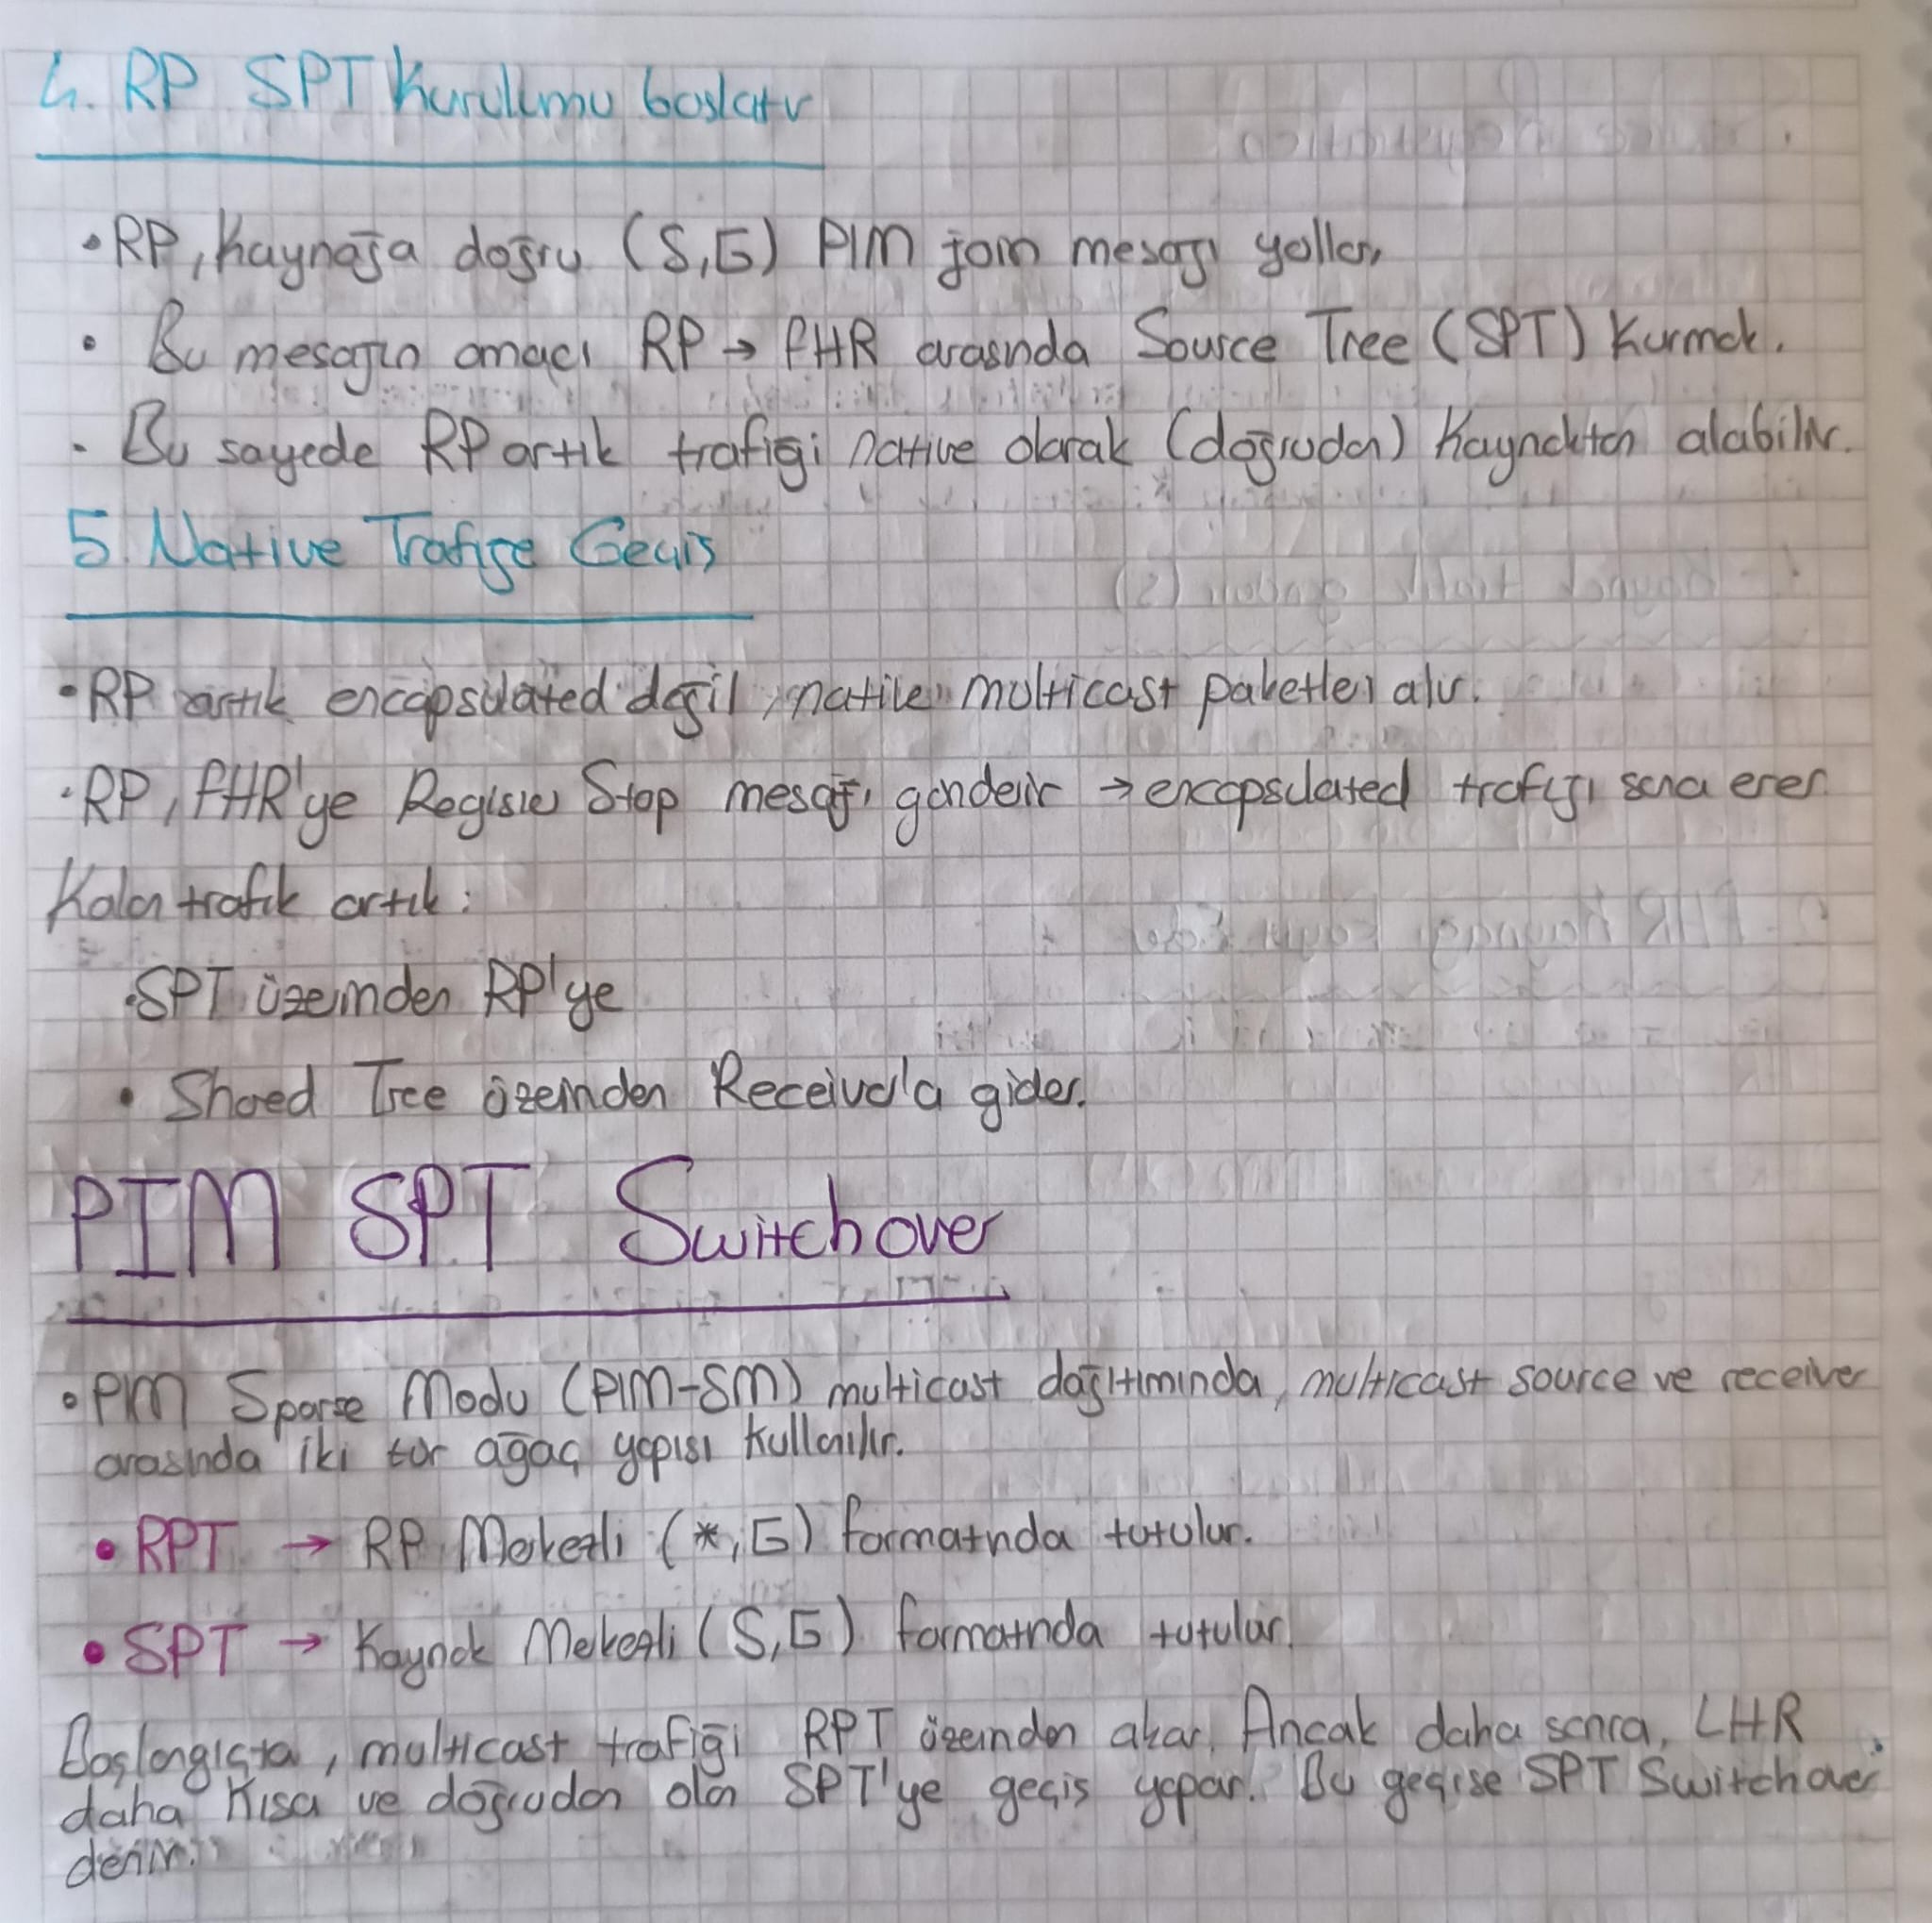 4. RP SPT Kurulumu başlatır
• RP, Kaynağa doğru (S,G) PIM join mesajı yollar,
• Bu mesajın amacı RP → FHR arasında Source Tree (SPT) Kurmak.
• Bu sayede RP artık trafiği native olarak (doğrudan) Kaynaktan alabilir.
5. Native Trafiğe Geçiş
• RP artık encapsulated değil, native multicast paketleri alır.
• RP, FHR'ye Register Stop mesajı gönderir → encapsulated trafiği sona erer
Kalan trafik artık:
• SPT üzerinden RP'ye
• Shared Tree üzerinden Receiver'a gider.
PIM SPT Switchover
• PIM Sparse Modu (PIM-SM) multicast dağıtımında, multicast source ve receiver
arasında iki tür ağaç yapısı Kullanılır.
• RPT → RP Merkezli (*,G) formatında tutulur.
• SPT → Kaynak Merkezli (S,G) formatında tutulur.
Başlangıçta, multicast trafiği RPT üzerinden akar. Ancak daha sonra, LHR
daha Kısa ve doğrudan olan SPT'ye geçiş yapar. Bu geçişe SPT Switchover
denir.